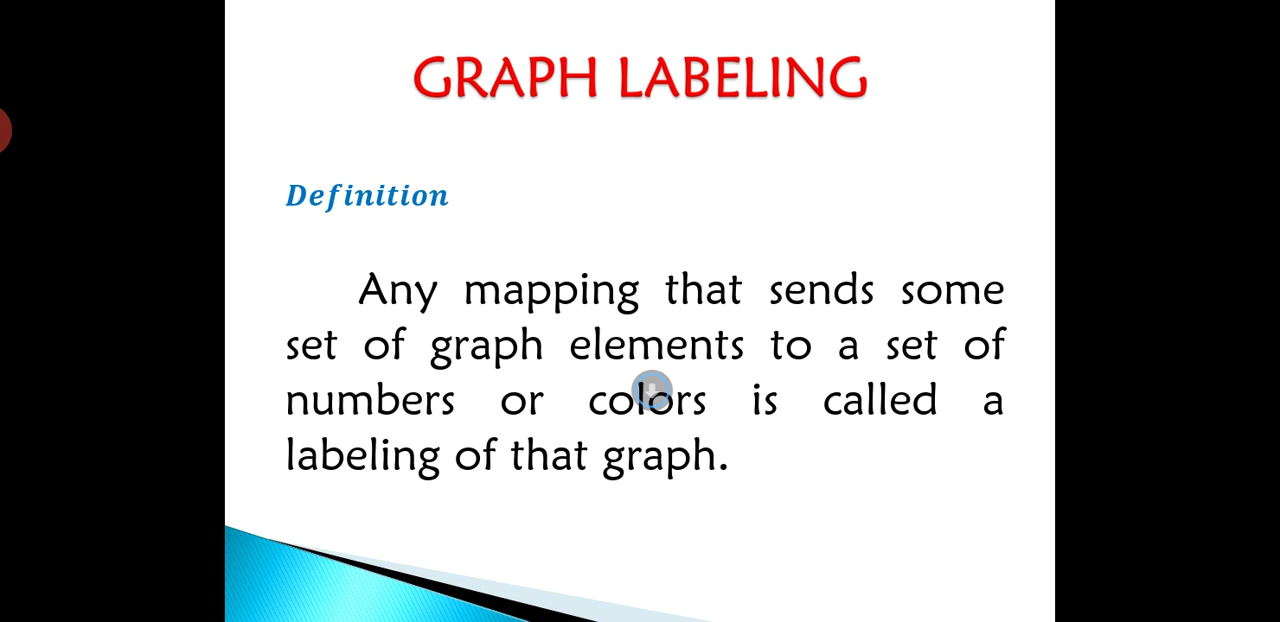 GRAPH LABELING
Definition
Any mapping that sends some
set of graph elements to a set of
numbers or colors is called a
labeling of that graph.